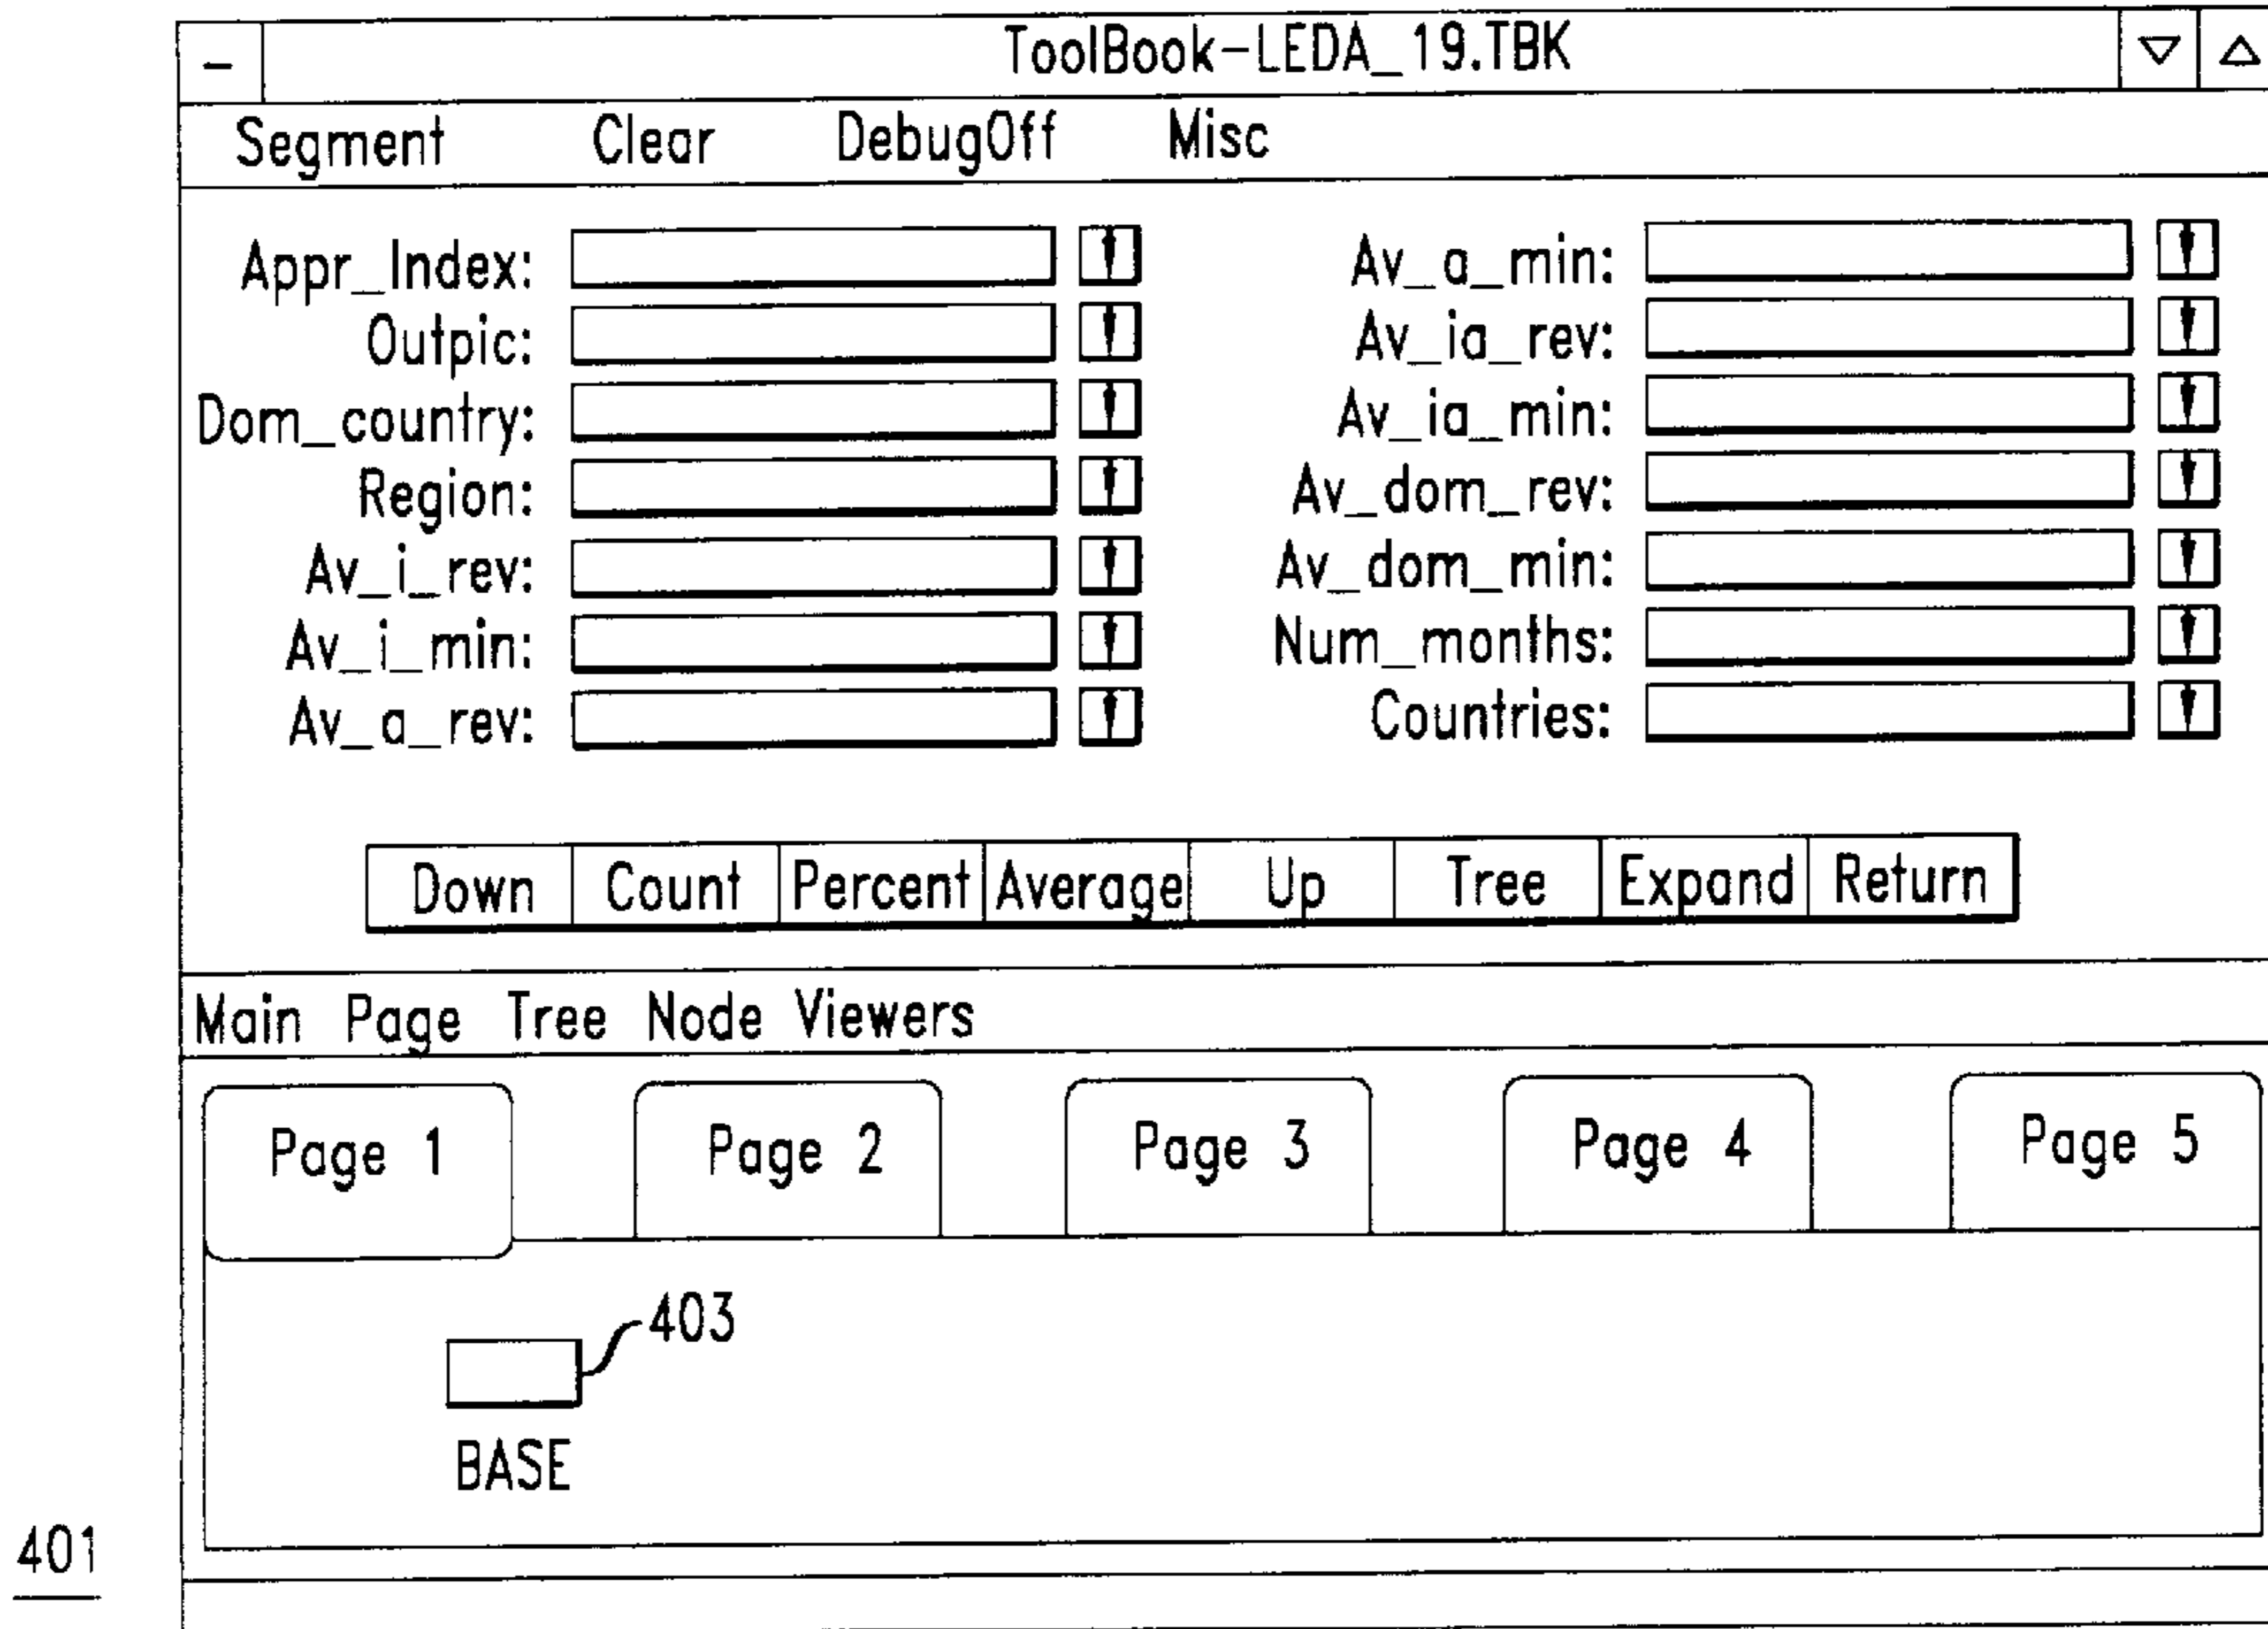 ToolBook-LEDA_19.TBK
Segment Clear DebugOff Misc
Appr_Index: Av_a_min:
Outpic: Av_ia_rev:
Dom_country: Av_ia_min:
Region: Av_dom_rev:
Av_i_rev: Av_dom_min:
Av_i_min: Num_months:
Av_a_rev: Countries:
Down Count Percent Average Up Tree Expand Return
Main Page Tree Node Viewers
Page 1 Page 2 Page 3 Page 4 Page 5
403
BASE
401